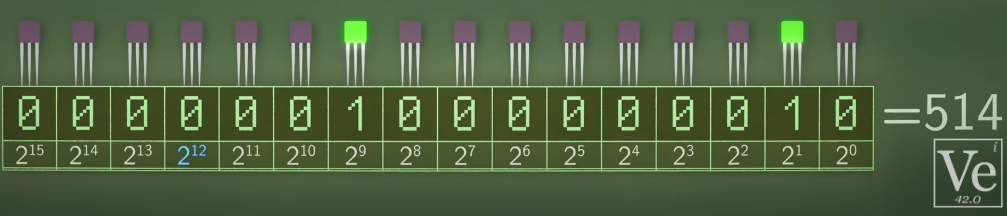 0 0 0 0 0 0 1 0 0 0 0 0 0 0 1 0 =514
2¹⁵ 2¹⁴ 2¹³ 2¹² 2¹¹ 2¹⁰ 2⁹ 2⁸ 2⁷ 2⁶ 2⁵ 2⁴ 2³ 2² 2¹ 2⁰
Veⁱ
42.0